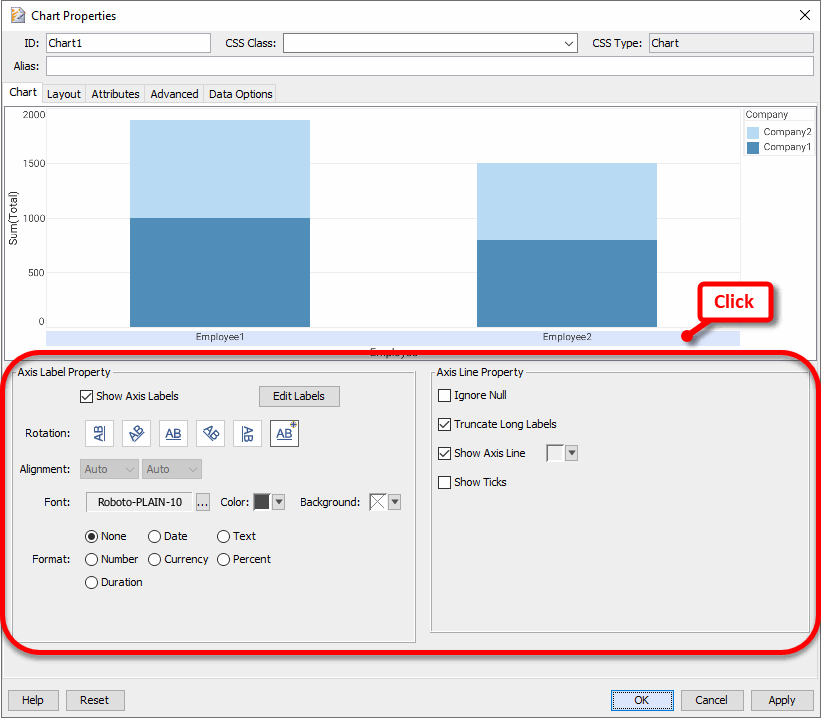 Chart Properties
ID: Chart1 CSS Class: CSS Type: Chart
Alias:
Chart Layout Attributes Advanced Data Options
2000
1500
1000
500
0
Sum(Total)
Company
Company2
Company1
Click
Employee1 Employee2
Employee
Axis Label Property
Show Axis Labels Edit Labels
Rotation: AB AB AB AB AB AB
Alignment: Auto Auto
Font: Roboto-PLAIN-10 ... Color: Background:
None Date Text
Format: Number Currency Percent
Duration
Axis Line Property
Ignore Null
Truncate Long Labels
Show Axis Line
Show Ticks
Help Reset OK Cancel Apply